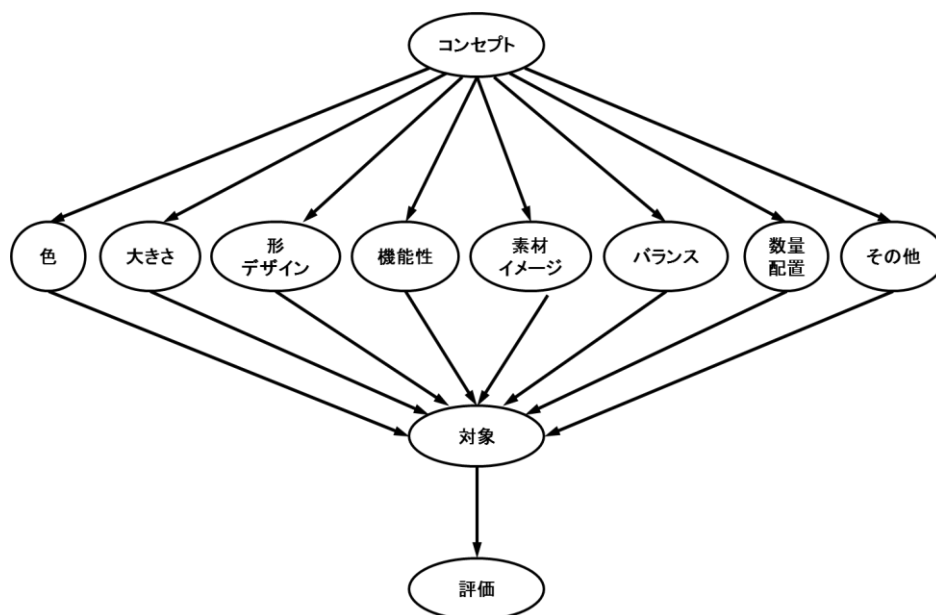 コンセプト
色
大きさ
形
デザイン
機能性
素材
イメージ
バランス
数量
配置
その他
対象
評価